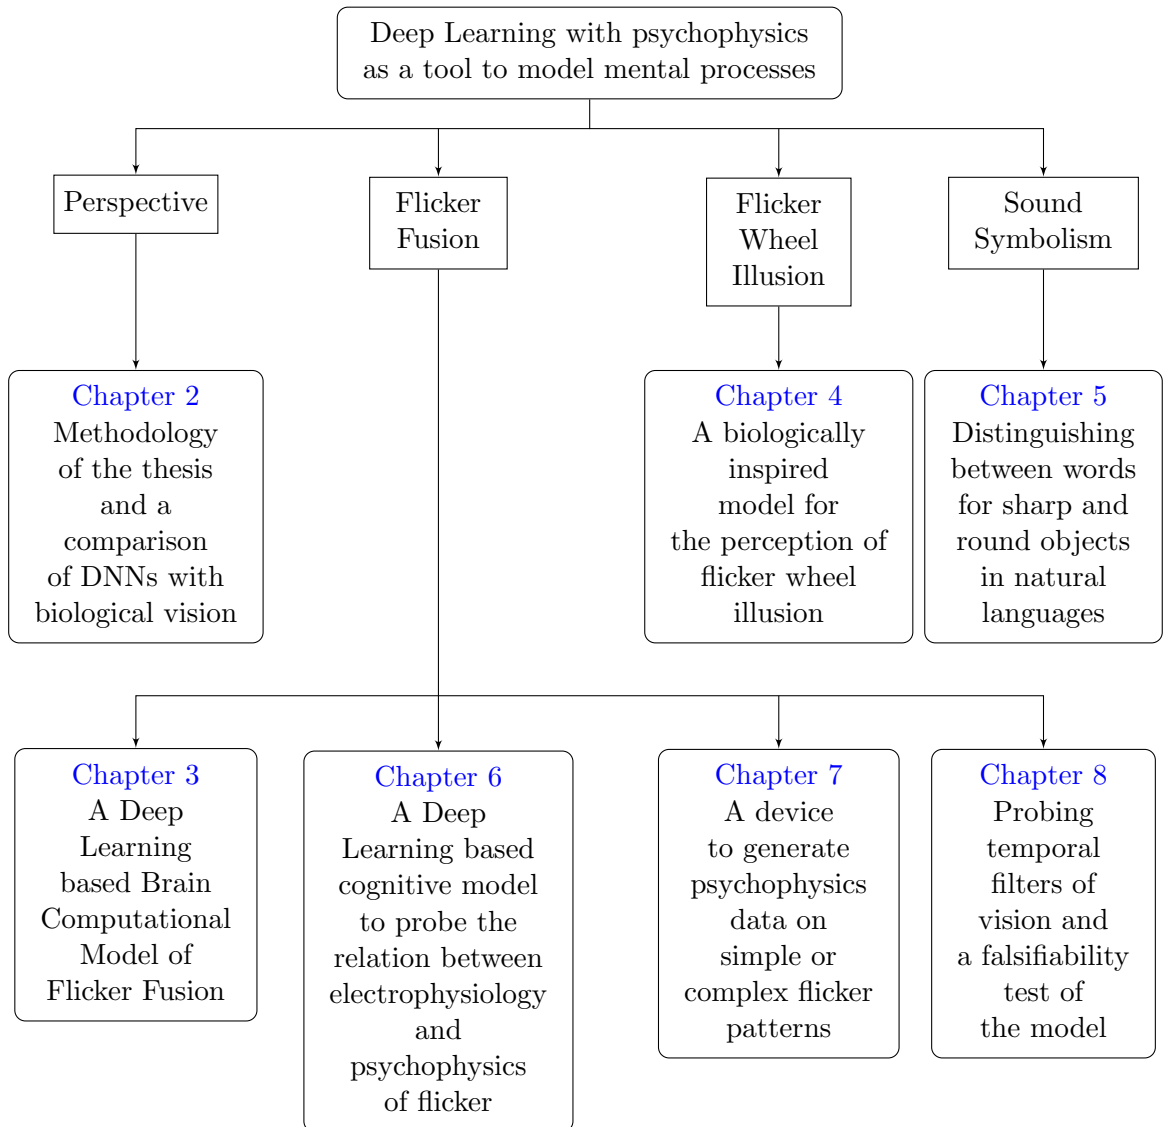 Deep Learning with psychophysics
as a tool to model mental processes
Perspective
Flicker
Fusion
Flicker
Wheel
Illusion
Sound
Symbolism
Chapter 2
Methodology
of the thesis
and a
comparison
of DNNs with
biological vision
Chapter 4
A biologically
inspired
model for
the perception of
flicker wheel
illusion
Chapter 5
Distinguishing
between words
for sharp and
round objects
in natural
languages
Chapter 3
A Deep
Learning
based Brain
Computational
Model of
Flicker Fusion
Chapter 6
A Deep
Learning based
cognitive model
to probe the
relation between
electrophysiology
and
psychophysics
of flicker
Chapter 7
A device
to generate
psychophysics
data on
simple or
complex flicker
patterns
Chapter 8
Probing
temporal
filters of
vision and
a falsifiability
test of
the model